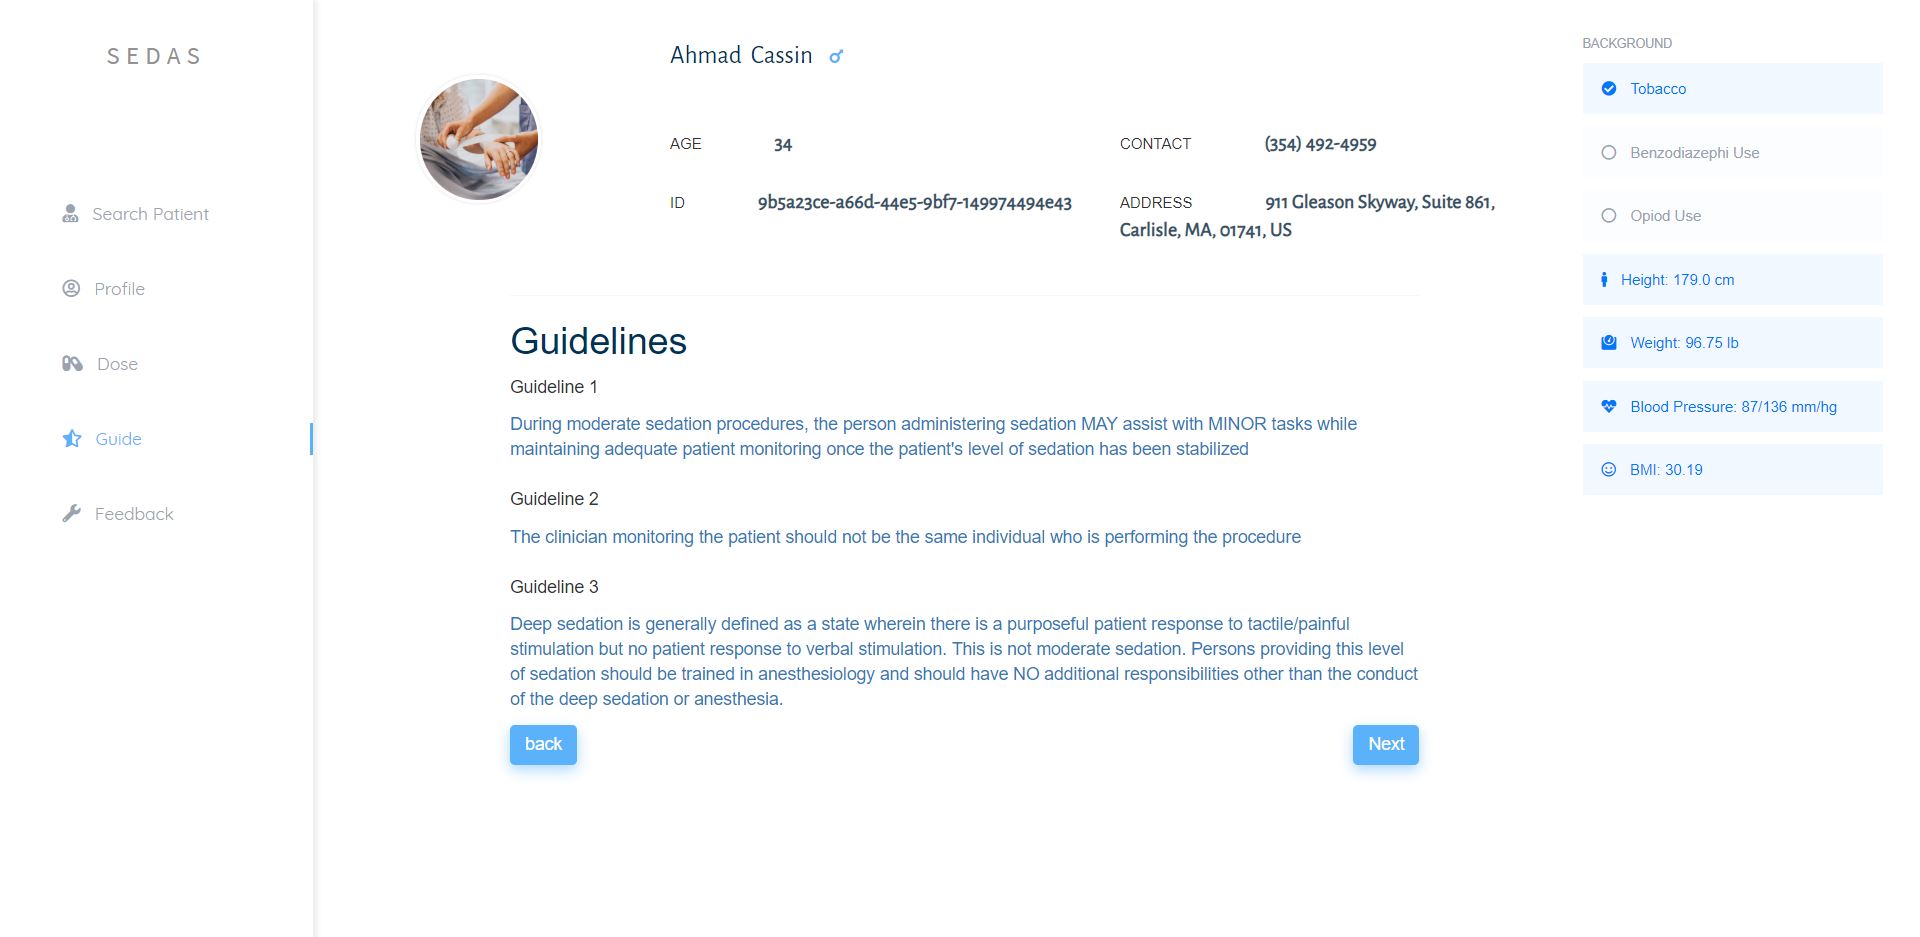 SEDAS
Search Patient
Profile
Dose
Guide
Feedback
Ahmad Cassin
AGE 34
CONTACT (354) 492-4959
ID 9b5a23ce-a66d-44e5-9bf7-149974494e43
ADDRESS 911 Gleason Skyway, Suite 861,
Carlisle, MA, 01741, US
Guidelines
Guideline 1
During moderate sedation procedures, the person administering sedation MAY assist with MINOR tasks while
maintaining adequate patient monitoring once the patient's level of sedation has been stabilized
Guideline 2
The clinician monitoring the patient should not be the same individual who is performing the procedure
Guideline 3
Deep sedation is generally defined as a state wherein there is a purposeful patient response to tactile/painful
stimulation but no patient response to verbal stimulation. This is not moderate sedation. Persons providing this level
of sedation should be trained in anesthesiology and should have NO additional responsibilities other than the conduct
of the deep sedation or anesthesia.
back
Next
BACKGROUND
Tobacco
Benzodiazephi Use
Opiod Use
Height: 179.0 cm
Weight: 96.75 lb
Blood Pressure: 87/136 mm/hg
BMI: 30.19